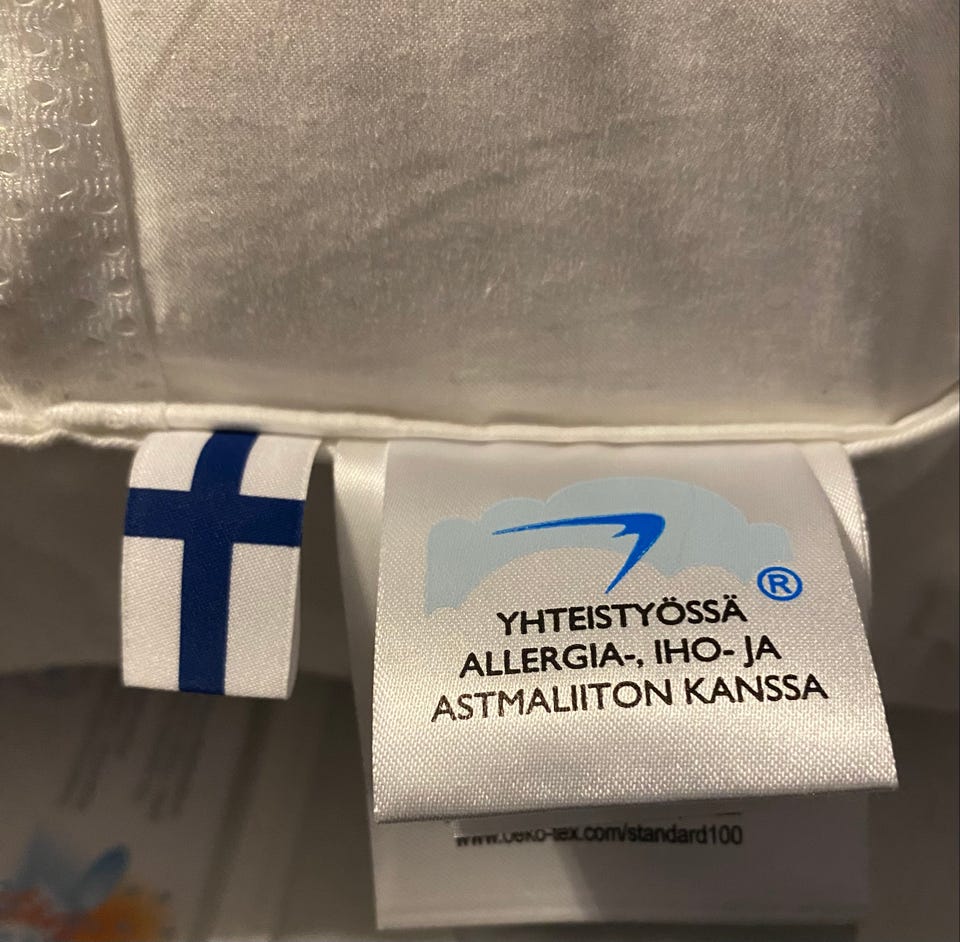 ®
YHTEISTYÖSSÄ
ALLERGIA-, IHO- JA
ASTMALIITON KANSSA
www.oeko-tex.com/standard100